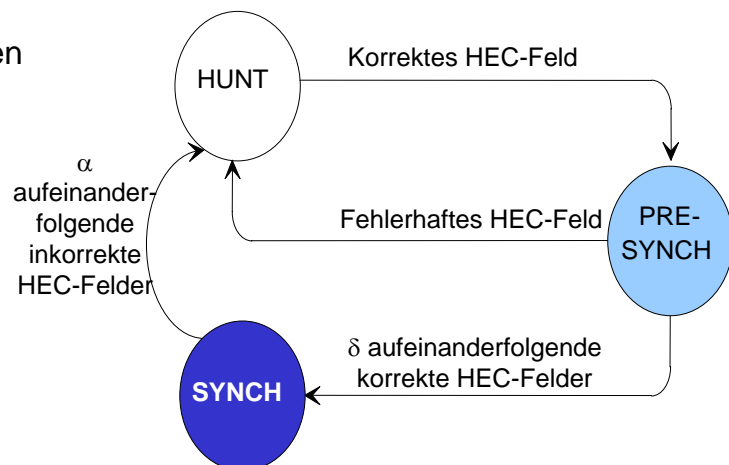 en
HUNT
Korrektes HEC-Feld
α
aufeinander-
folgende
inkorrekte
HEC-Felder
Fehlerhaftes HEC-Feld
PRE-
SYNCH
δ aufeinanderfolgende
korrekte HEC-Felder
SYNCH